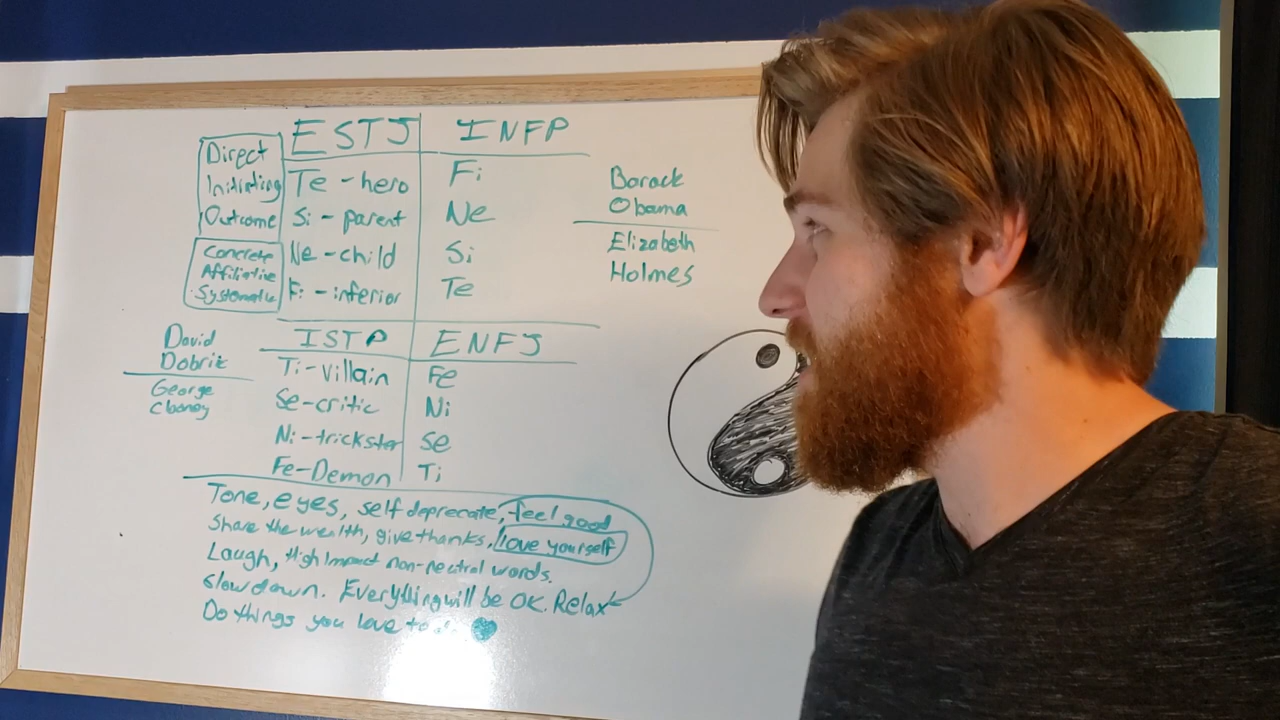 ESTJ INFP
Direct
Initiating
Outcome
Concrete
Affiliative
Systematic
Te - hero Fi
Si - parent Ne
Ne - child Si
Fi - inferior Te
Barack
Obama
Elizabeth
Holmes
David
Dobrik
George
Clooney
ISTP ENFJ
Ti - villain Fe
Se - critic Ni
Ni - trickster Se
Fe - Demon Ti
Tone, eyes, self deprecate, feel good
Share the wealth, give thanks, love yourself
Laugh, High Impact non-neutral words.
Slow down. Everything will be OK. Relax
Do things you love